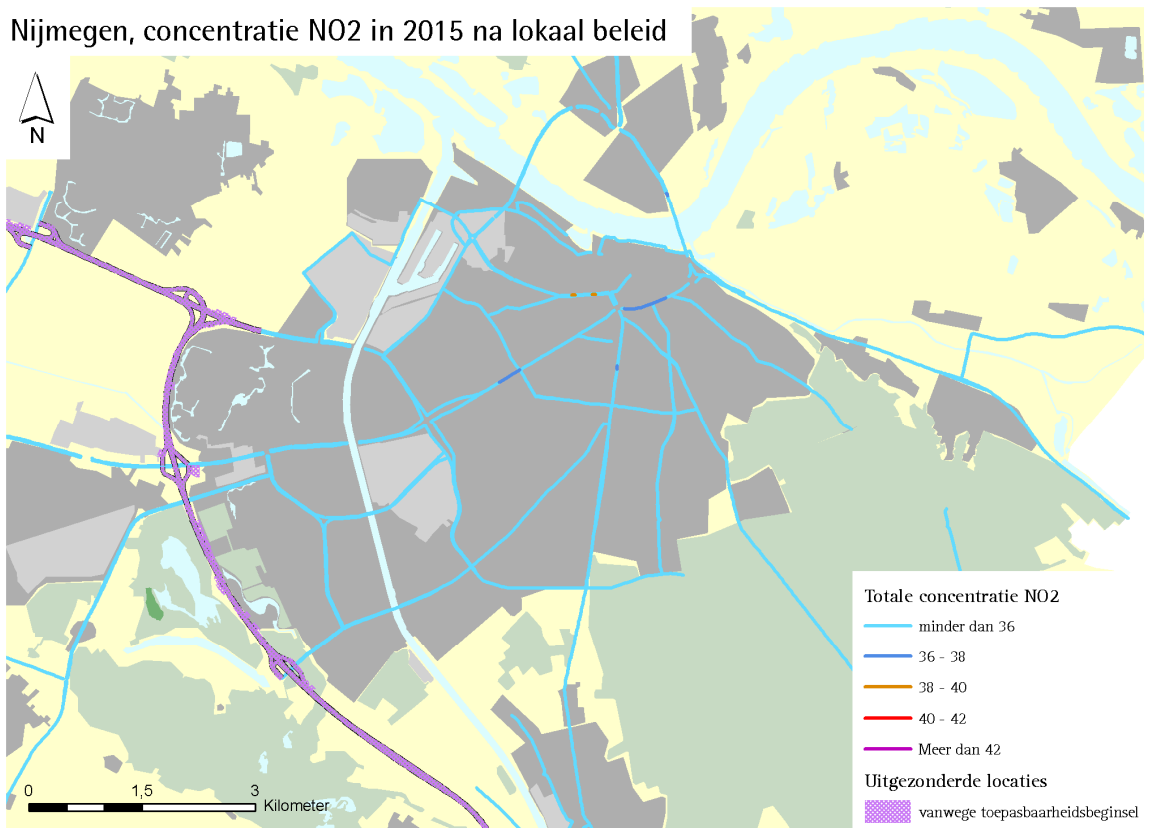 Nijmegen, concentratie NO2 in 2015 na lokaal beleid
N
Totale concentratie NO2
minder dan 36
36 - 38
38 - 40
40 - 42
Meer dan 42
Uitgezonderde locaties
vanwege toepasbaarheidsbeginsel
0 1,5 3
Kilometer